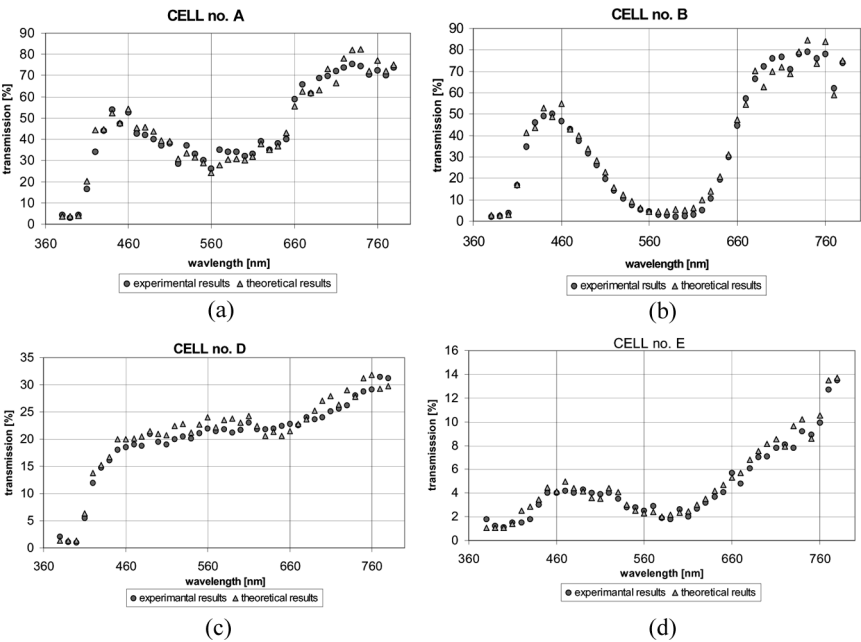 CELL no. A
90
80
70
60
50
40
30
20
10
0
transmission [%]
360 460 560 660 760
wavelength [nm]
experimental results theoretical results
(a)
CELL no. B
90
80
70
60
50
40
30
20
10
0
transmission [%]
360 460 560 660 760
wavelength [nm]
experimental results theoretical results
(b)
CELL no. D
35
30
25
20
15
10
5
0
transmission [%]
360 460 560 660 760
wavelength [nm]
experimantal results theoretical results
(c)
CELL no. E
16
14
12
10
8
6
4
2
0
transmisssion [%]
360 460 560 660 760
wavelength [nm]
experimantal results theoretical reults
(d)